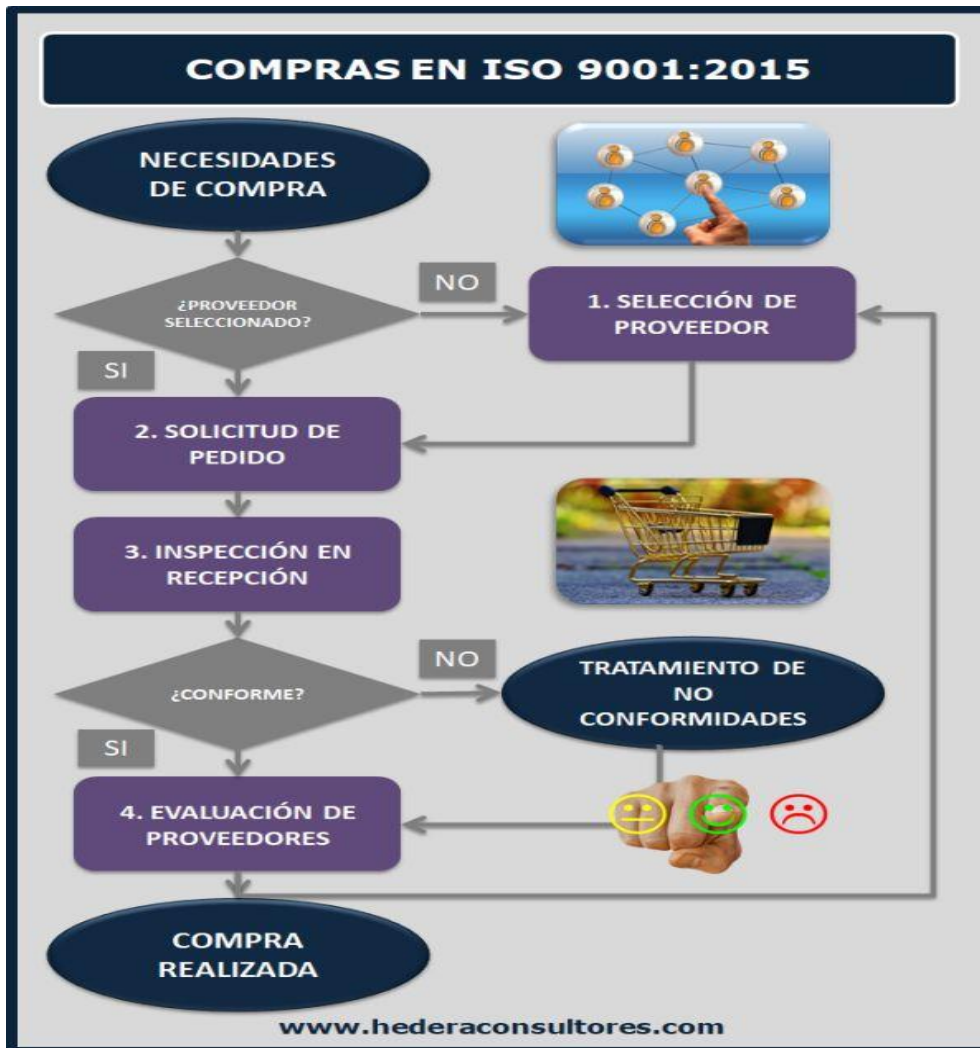 COMPRAS EN ISO 9001:2015
NECESIDADES
DE COMPRA
¿PROVEEDOR
SELECCIONADO?
NO
1. SELECCIÓN DE
PROVEEDOR
SI
2. SOLICITUD DE
PEDIDO
3. INSPECCIÓN EN
RECEPCIÓN
¿CONFORME?
NO
TRATAMIENTO DE
NO
CONFORMIDADES
SI
4. EVALUACIÓN DE
PROVEEDORES
COMPRA
REALIZADA
www.hederaconsultores.com